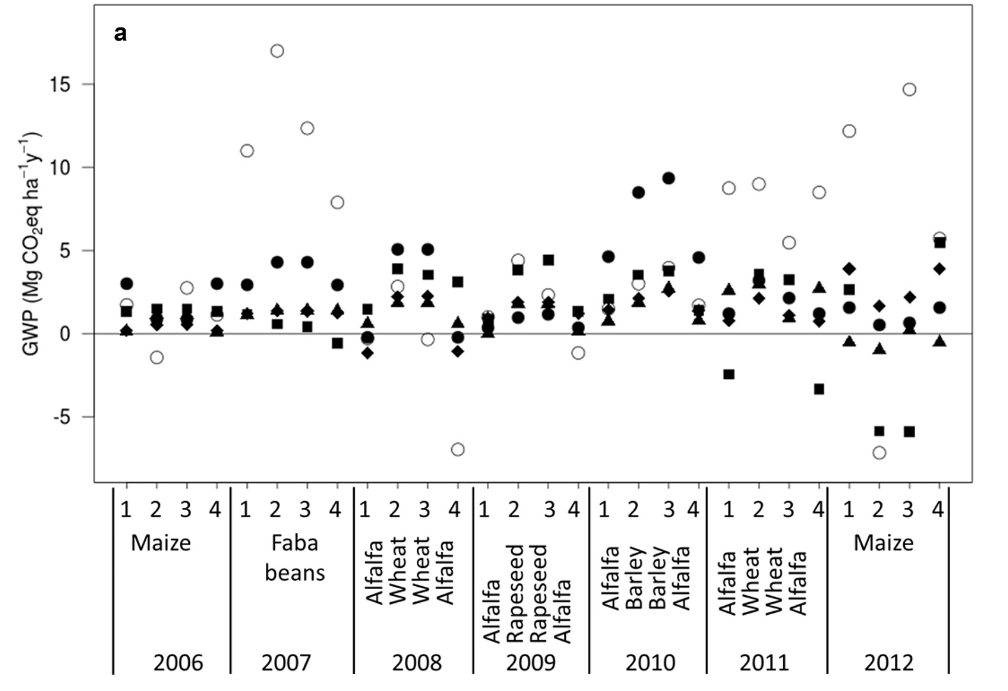 a
GWP (Mg CO₂eq ha⁻¹y⁻¹)
15
10
5
0
-5
1 2 3 4 1 2 3 4 1 2 3 4 1 2 3 4 1 2 3 4 1 2 3 4 1 2 3 4
Maize
Faba
beans
Alfalfa
Wheat
Wheat
Alfalfa
Alfalfa
Rapeseed
Rapeseed
Alfalfa
Alfalfa
Barley
Barley
Alfalfa
Alfalfa
Wheat
Wheat
Alfalfa
Maize
2006 2007 2008 2009 2010 2011 2012